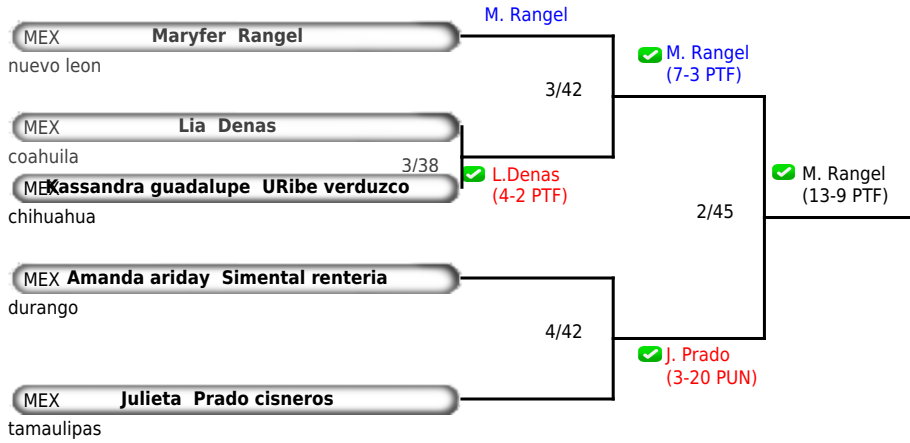 M. Rangel
MEX Maryfer Rangel
nuevo leon
M. Rangel
(7-3 PTF)
3/42
MEX Lia Denas
coahuila
3/38
L.Denas
(4-2 PTF)
M. Rangel
(13-9 PTF)
MEX Kassandra guadalupe URibe verduzco
chihuahua
2/45
MEX Amanda ariday Simental renteria
durango
4/42
J. Prado
(3-20 PUN)
MEX Julieta Prado cisneros
tamaulipas